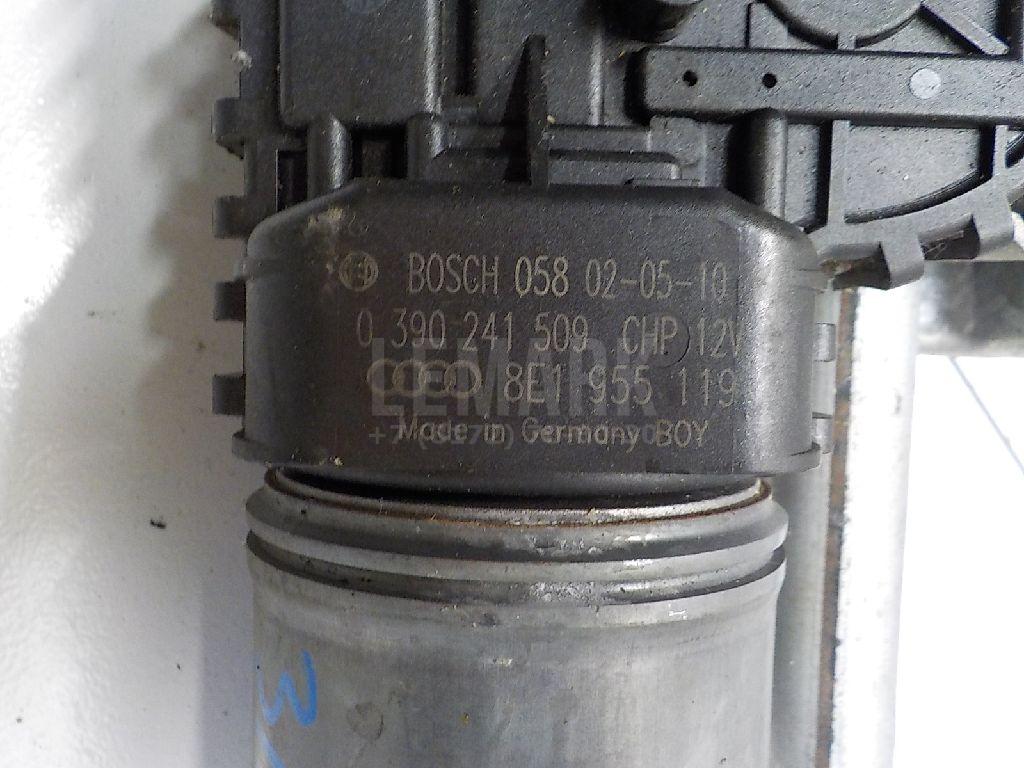 BOSCH 058 02-05-10
0 390 241 509 CHP 12V
8E1 955 119
Made in Germany BOY
LEMARK
3